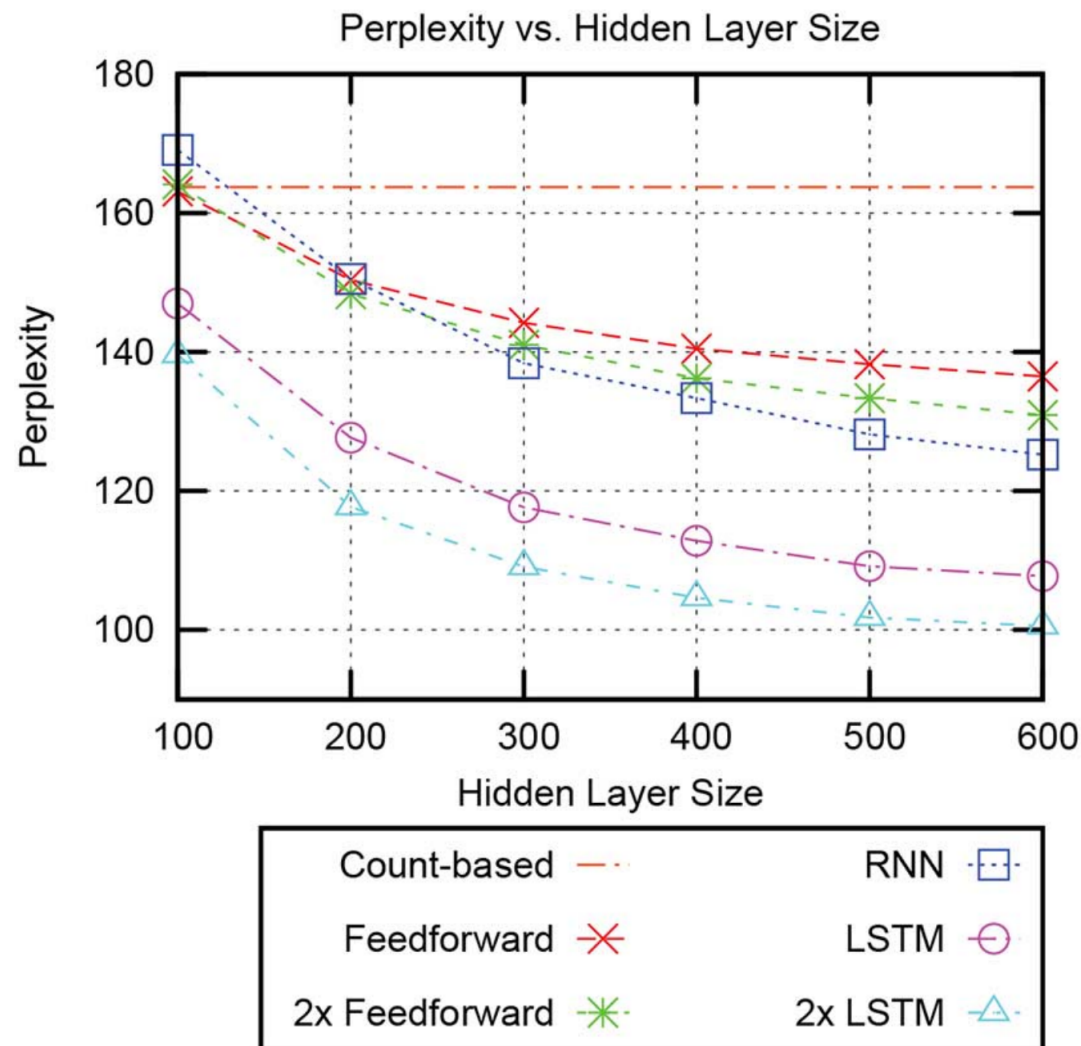 Perplexity vs. Hidden Layer Size
180
160
140
120
100
Perplexity
100 200 300 400 500 600
Hidden Layer Size
Count-based RNN
Feedforward LSTM
2x Feedforward 2x LSTM